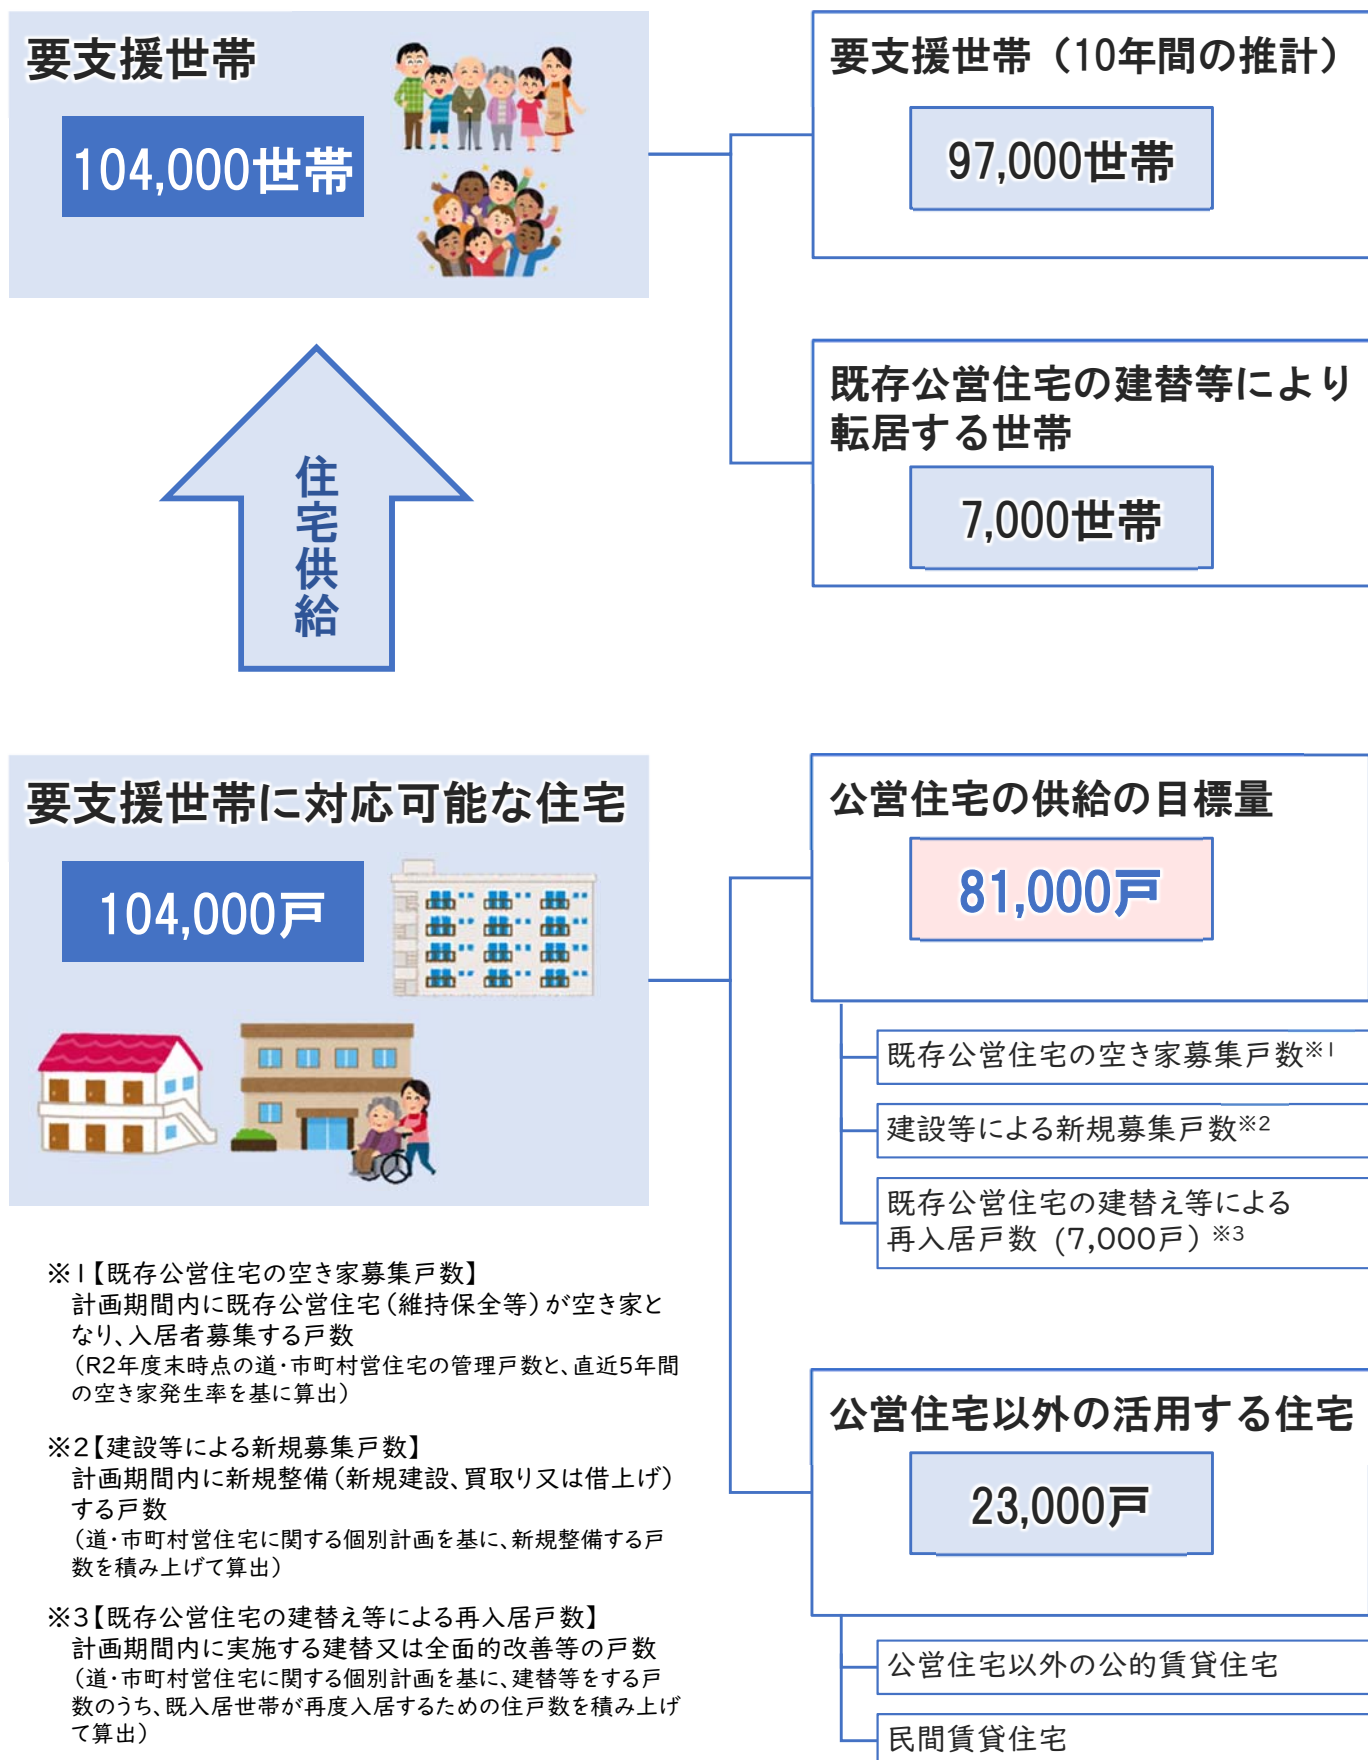 要支援世帯
104,000世帯
要支援世帯（10年間の推計）
97,000世帯
既存公営住宅の建替等により
転居する世帯
7,000世帯
住宅供給
要支援世帯に対応可能な住宅
104,000戸
公営住宅の供給の目標量
81,000戸
既存公営住宅の空き家募集戸数※1
建設等による新規募集戸数※2
既存公営住宅の建替え等による
再入居戸数（7,000戸）※3
公営住宅以外の活用する住宅
23,000戸
公営住宅以外の公的賃貸住宅
民間賃貸住宅
※1【既存公営住宅の空き家募集戸数】
計画期間内に既存公営住宅（維持保全等）が空き家と
なり、入居者募集する戸数
（R2年度末時点の道・市町村営住宅の管理戸数と、直近5年間
の空き家発生率を基に算出）
※2【建設等による新規募集戸数】
計画期間内に新規整備（新規建設、買取り又は借上げ）
する戸数
（道・市町村営住宅に関する個別計画を基に、新規整備する戸
数を積み上げて算出）
※3【既存公営住宅の建替え等による再入居戸数】
計画期間内に実施する建替又は全面的改善等の戸数
（道・市町村営住宅に関する個別計画を基に、建替等をする戸
数のうち、既入居世帯が再度入居するための住戸数を積み上げ
て算出）